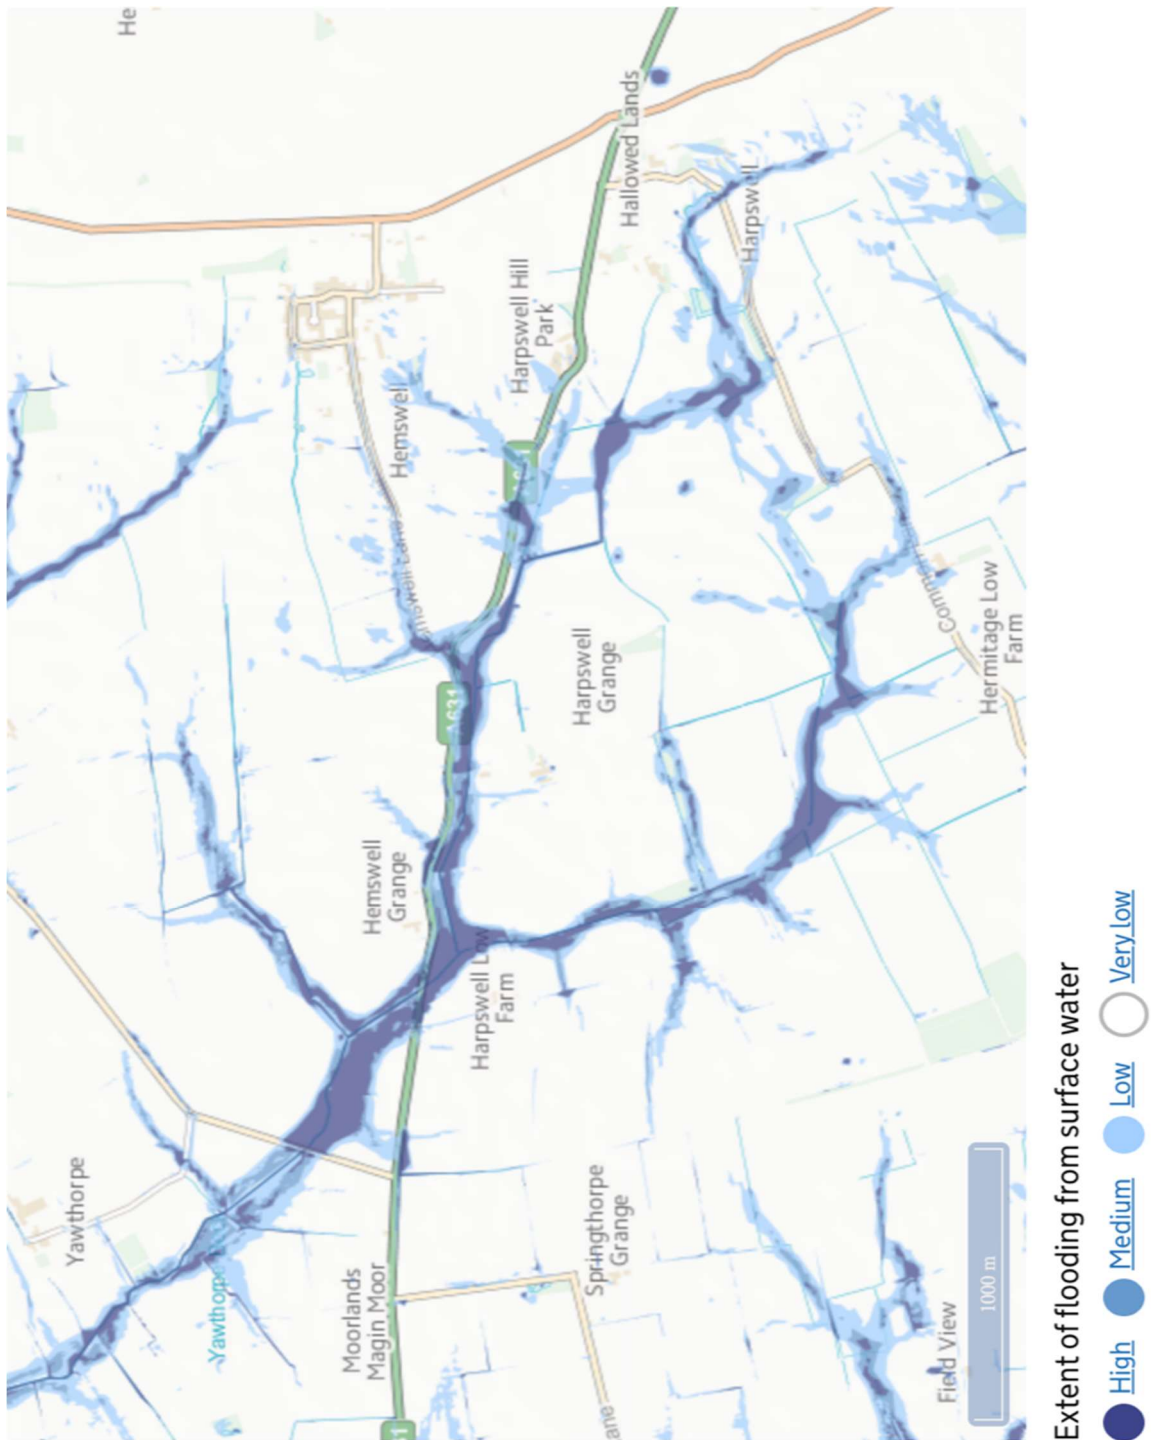 Yawthorpe
He
Yawthorpe
Moorlands
Magin Moor
Hemswell
Grange
Hemswell
A631
Harpswell Low
Farm
Harpswell Hill
Park
Harpswell
Grange
Springthorpe
Grange
Hallowed Lands
Harpswell
Field View
Hermitage Low
Farm
1000 m
Extent of flooding from surface water
High Medium Low Very low